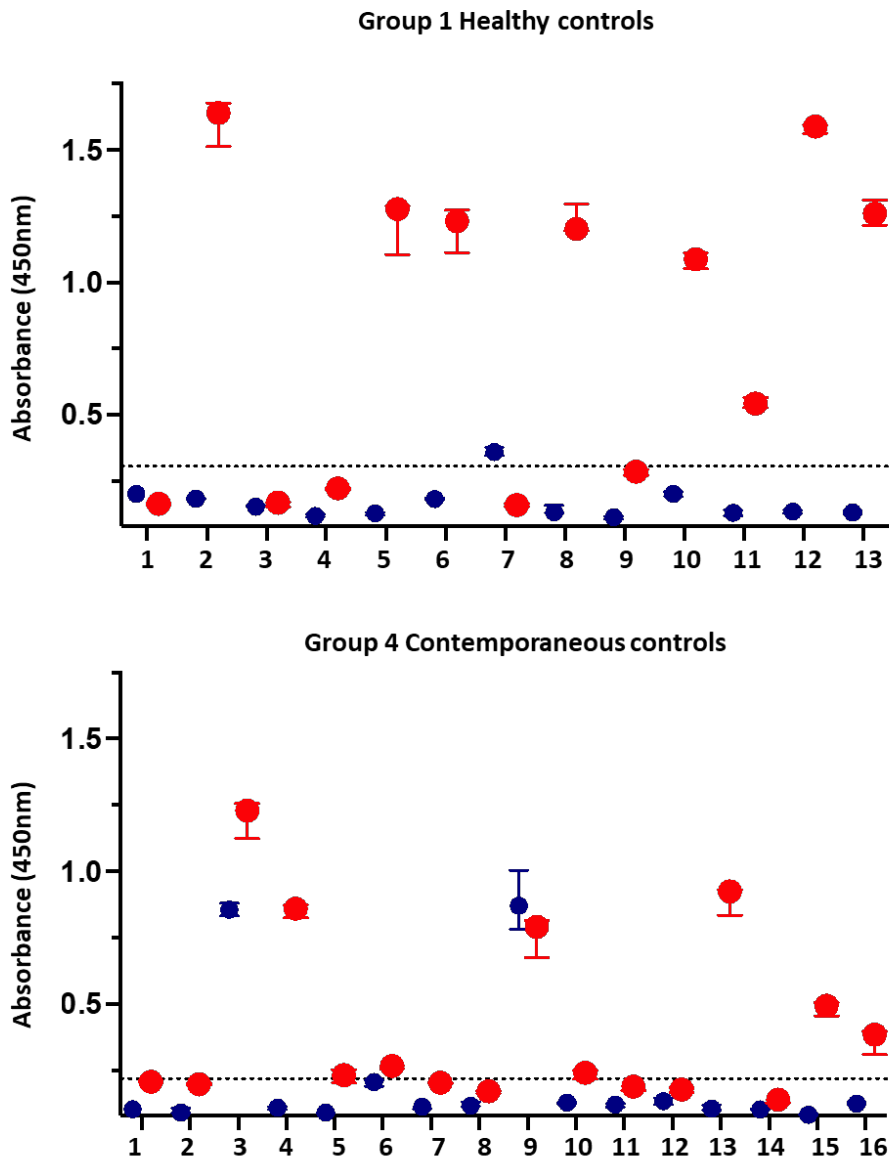 Group 1 Healthy controls
Absorbance (450nm)
1.5
1.0
0.5
1 2 3 4 5 6 7 8 9 10 11 12 13
Group 4 Contemporaneous controls
Absorbance (450nm)
1.5
1.0
0.5
1 2 3 4 5 6 7 8 9 10 11 12 13 14 15 16